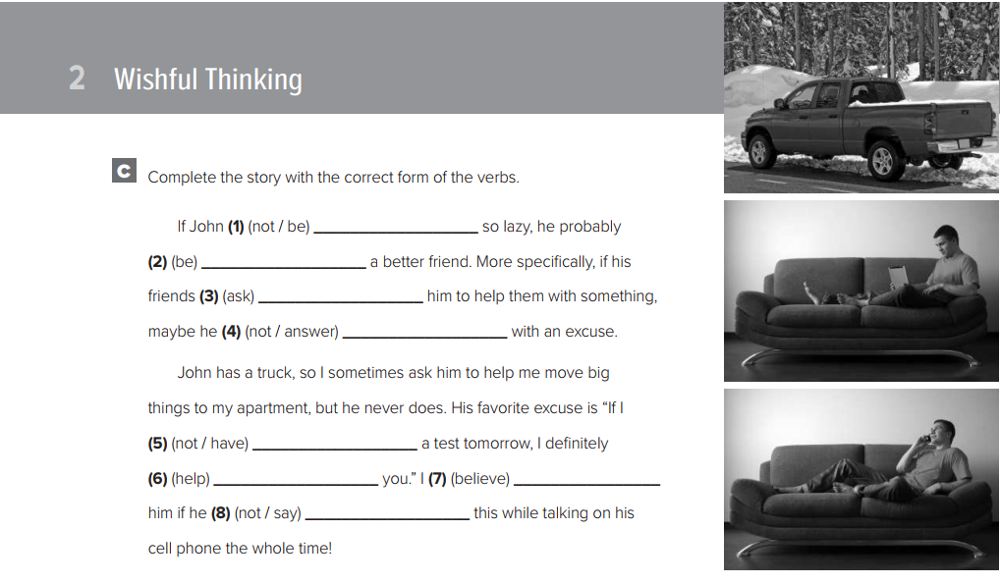 2 Wishful Thinking
C Complete the story with the correct form of the verbs.
If John (1) (not / be) ____________________ so lazy, he probably
(2) (be) ____________________ a better friend. More specifically, if his
friends (3) (ask) ____________________ him to help them with something,
maybe he (4) (not / answer) ____________________ with an excuse.
John has a truck, so I sometimes ask him to help me move big
things to my apartment, but he never does. His favorite excuse is “If I
(5) (not / have) ____________________ a test tomorrow, I definitely
(6) (help) ____________________ you.” I (7) (believe) __________________
him if he (8) (not / say) ____________________ this while talking on his
cell phone the whole time!